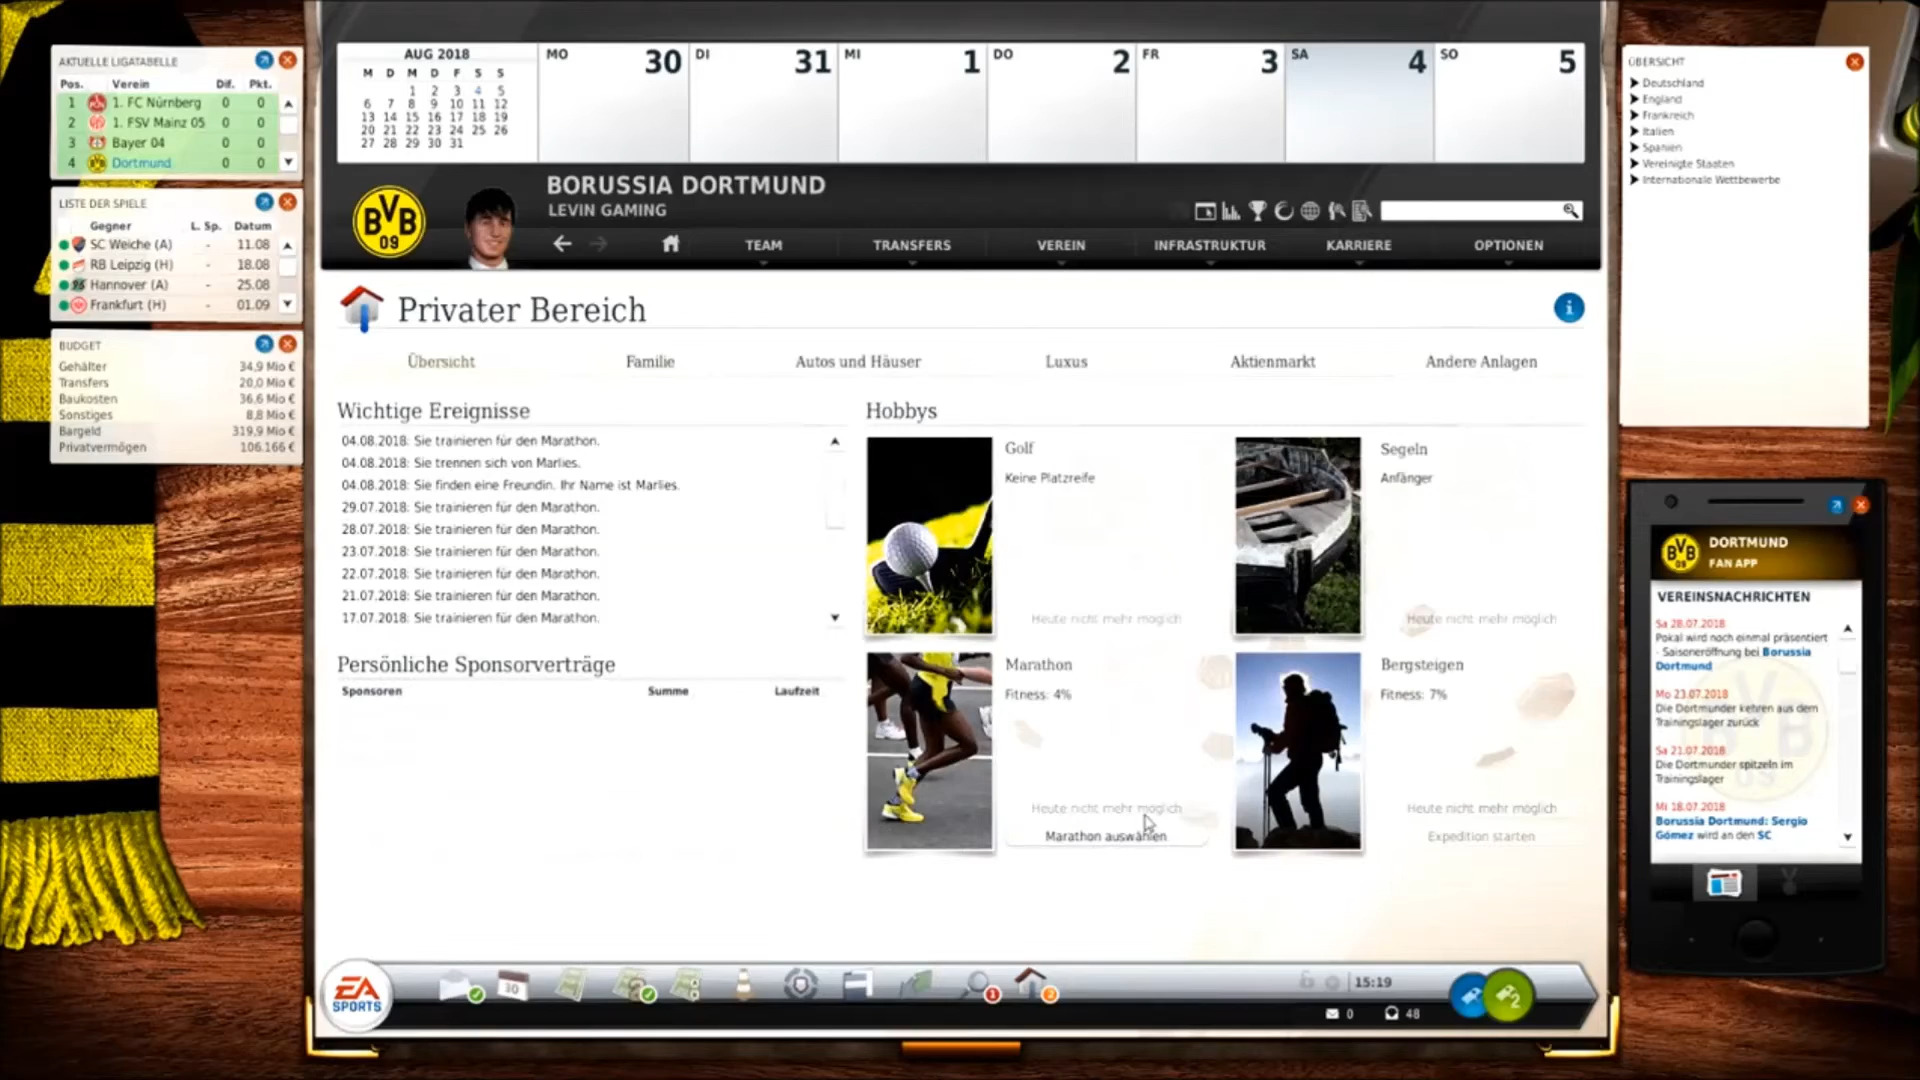 AKTUELLE LIGATABELLE
Pos. Verein Dif. Pkt.
1 1. FC Nürnberg 0 0
2 1. FSV Mainz 05 0 0
3 Bayer 04 0 0
4 Dortmund 0 0
LISTE DER SPIELE
Gegner L. Sp. Datum
SC Weiche (A) - 11.08
RB Leipzig (H) - 18.08
Hannover (A) - 25.08
Frankfurt (H) - 01.09
BUDGET
Gehälter 34,9 Mio €
Transfers 20,0 Mio €
Baukosten 36,6 Mio €
Sonstiges 8,8 Mio €
Bargeld 319,9 Mio €
Privatvermögen 106.166 €
AUG 2018
M D M D F S S
1 2 3 4 5
6 7 8 9 10 11 12
13 14 15 16 17 18 19
20 21 22 23 24 25 26
27 28 29 30 31
MO 30 DI 31 MI 1 DO 2 FR 3 SA 4 SO 5
BVB 09
BORUSSIA DORTMUND
LEVIN GAMING
TEAM TRANSFERS VEREIN INFRASTRUKTUR KARRIERE OPTIONEN
Privater Bereich
Übersicht Familie Autos und Häuser Luxus Aktienmarkt Andere Anlagen
Wichtige Ereignisse
04.08.2018: Sie trainieren für den Marathon.
04.08.2018: Sie trennen sich von Marlies.
04.08.2018: Sie finden eine Freundin. Ihr Name ist Marlies.
29.07.2018: Sie trainieren für den Marathon.
28.07.2018: Sie trainieren für den Marathon.
23.07.2018: Sie trainieren für den Marathon.
22.07.2018: Sie trainieren für den Marathon.
21.07.2018: Sie trainieren für den Marathon.
17.07.2018: Sie trainieren für den Marathon.
Persönliche Sponsorverträge
Sponsoren Summe Laufzeit
Hobbys
Golf
Keine Platzreife
Heute nicht mehr möglich
Segeln
Anfänger
Heute nicht mehr möglich
Marathon
Fitness: 4%
Heute nicht mehr möglich
Marathon auswählen
Bergsteigen
Fitness: 7%
Heute nicht mehr möglich
Expedition starten
EA
SPORTS
30
1
2
15:19
0 48
2
ÜBERSICHT
Deutschland
England
Frankreich
Italien
Spanien
Vereinigte Staaten
Internationale Wettbewerbe
BVB 09
DORTMUND
FAN APP
VEREINSNACHRICHTEN
Sa 28.07.2018
Pokal wird noch einmal präsentiert
- Saisoneröffnung bei Borussia
Dortmund
Mo 23.07.2018
Die Dortmunder kehren aus dem
Trainingslager zurück
Sa 21.07.2018
Die Dortmunder spitzeln im
Trainingslager
Mi 18.07.2018
Borussia Dortmund: Sergio
Gómez wird an den SC